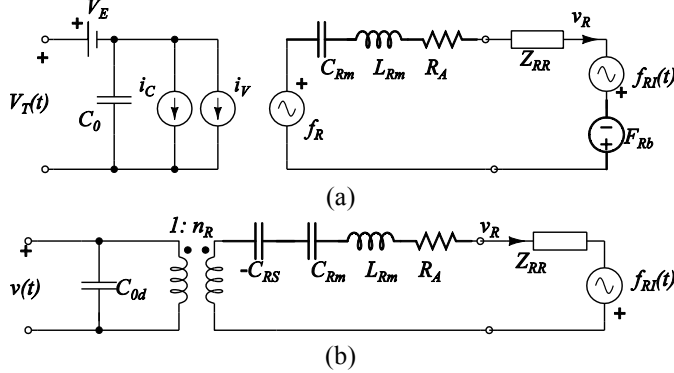 V_E
+
+
V_T(t)
C_0
i_C
i_V
+
f_R
C_Rm
L_Rm
R_A
v_R
Z_RR
f_RI(t)
+
−
+
F_Rb
(a)
1: n_R
+
v(t)
C_0d
-C_RS
C_Rm
L_Rm
R_A
v_R
Z_RR
f_RI(t)
+
(b)